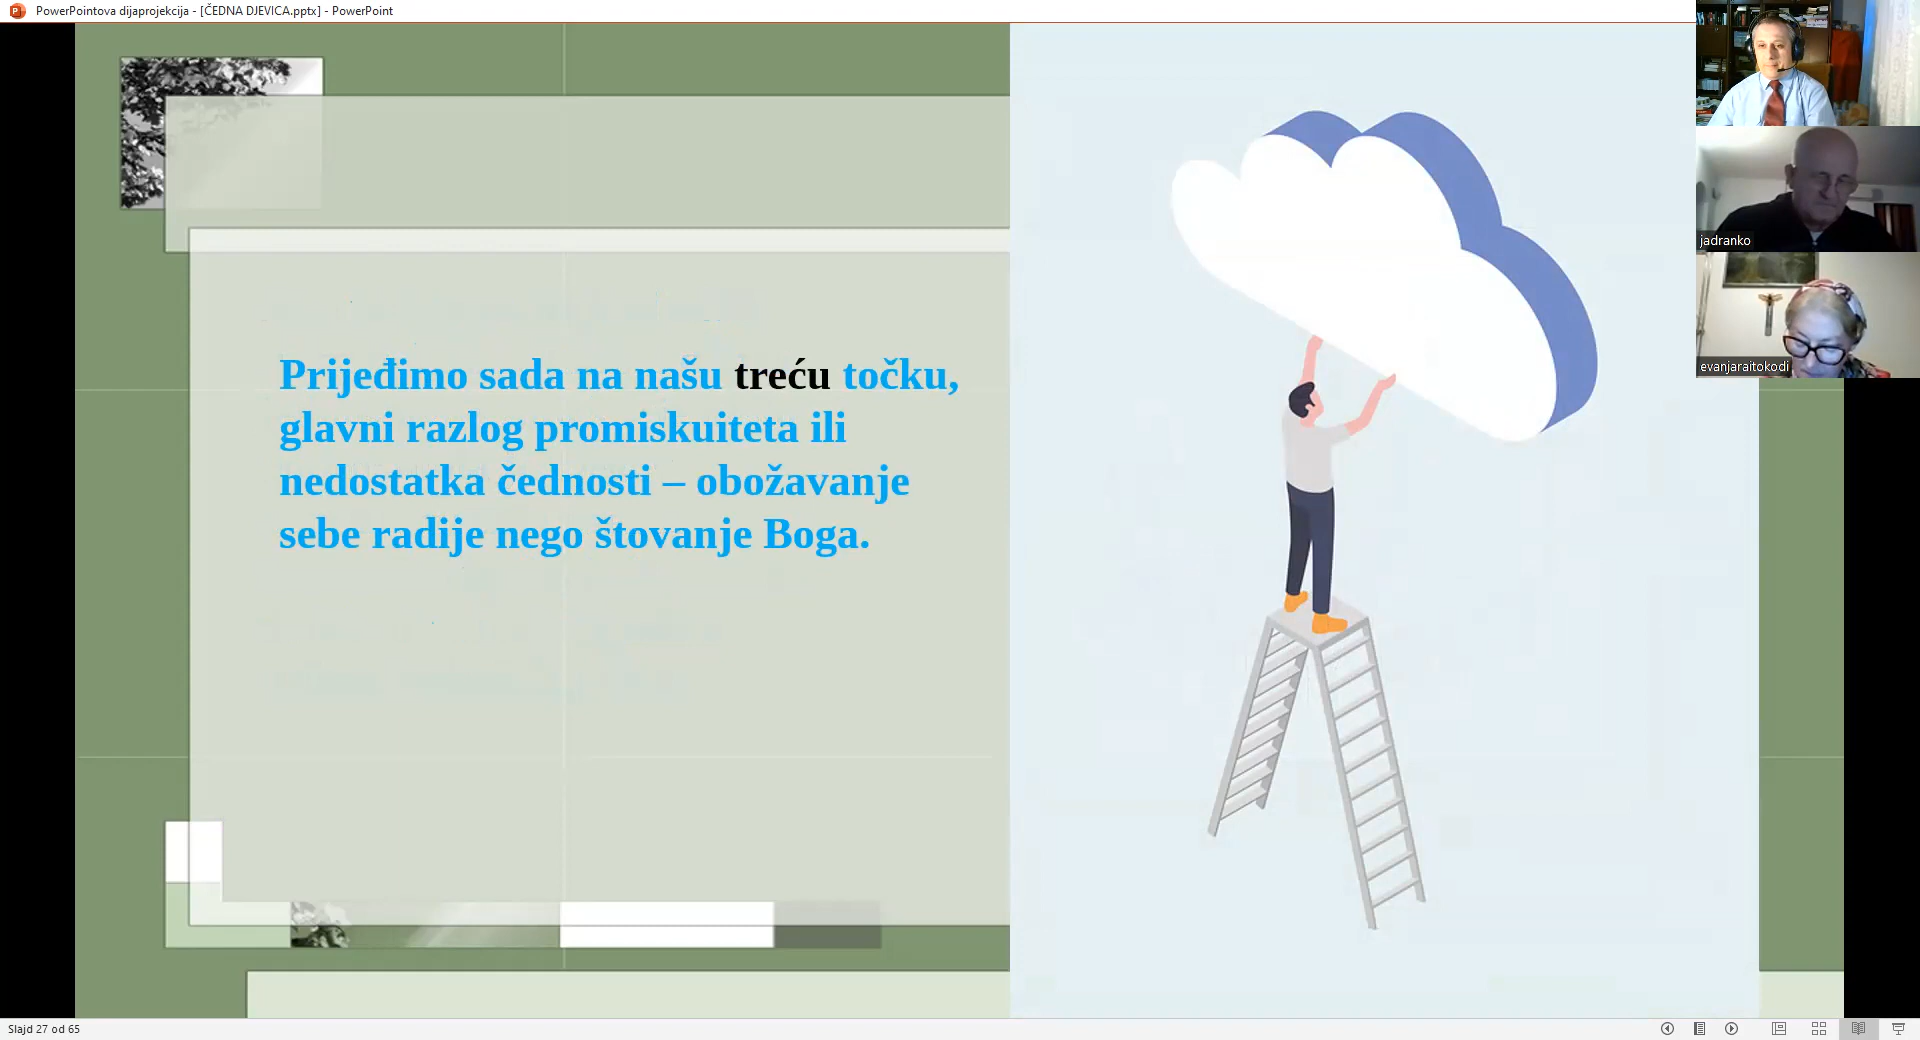 PowerPointova dijaprojekcija - [ČEDNA DJEVICA.pptx] - PowerPoint
Prijeđimo sada na našu treću točku,
glavni razlog promiskuiteta ili
nedostatka čednosti – obožavanje
sebe radije nego štovanje Boga.
jadranko
evanjaraitokodi
Slajd 27 od 65